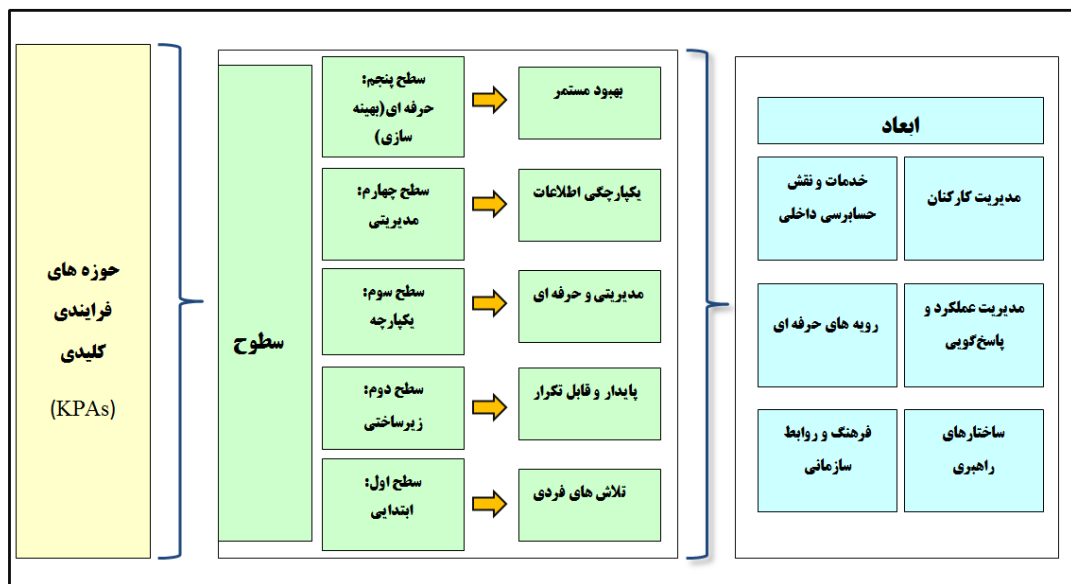 حوزه های
فرایندی
کلیدی
(KPAs)
سطوح
سطح پنجم:
حرفه ای(بهینه
سازی)
بهبود مستمر
سطح چهارم:
مدیریتی
یکپارچگی اطلاعات
سطح سوم:
یکپارچه
مدیریتی و حرفه ای
سطح دوم:
زیرساختی
پایدار و قابل تکرار
سطح اول:
ابتدایی
تلاش های فردی
ابعاد
مدیریت کارکنان
خدمات و نقش
حسابرسی داخلی
مدیریت عملکرد و
پاسخ‌گویی
رویه های حرفه ای
ساختارهای
راهبری
فرهنگ و روابط
سازمانی